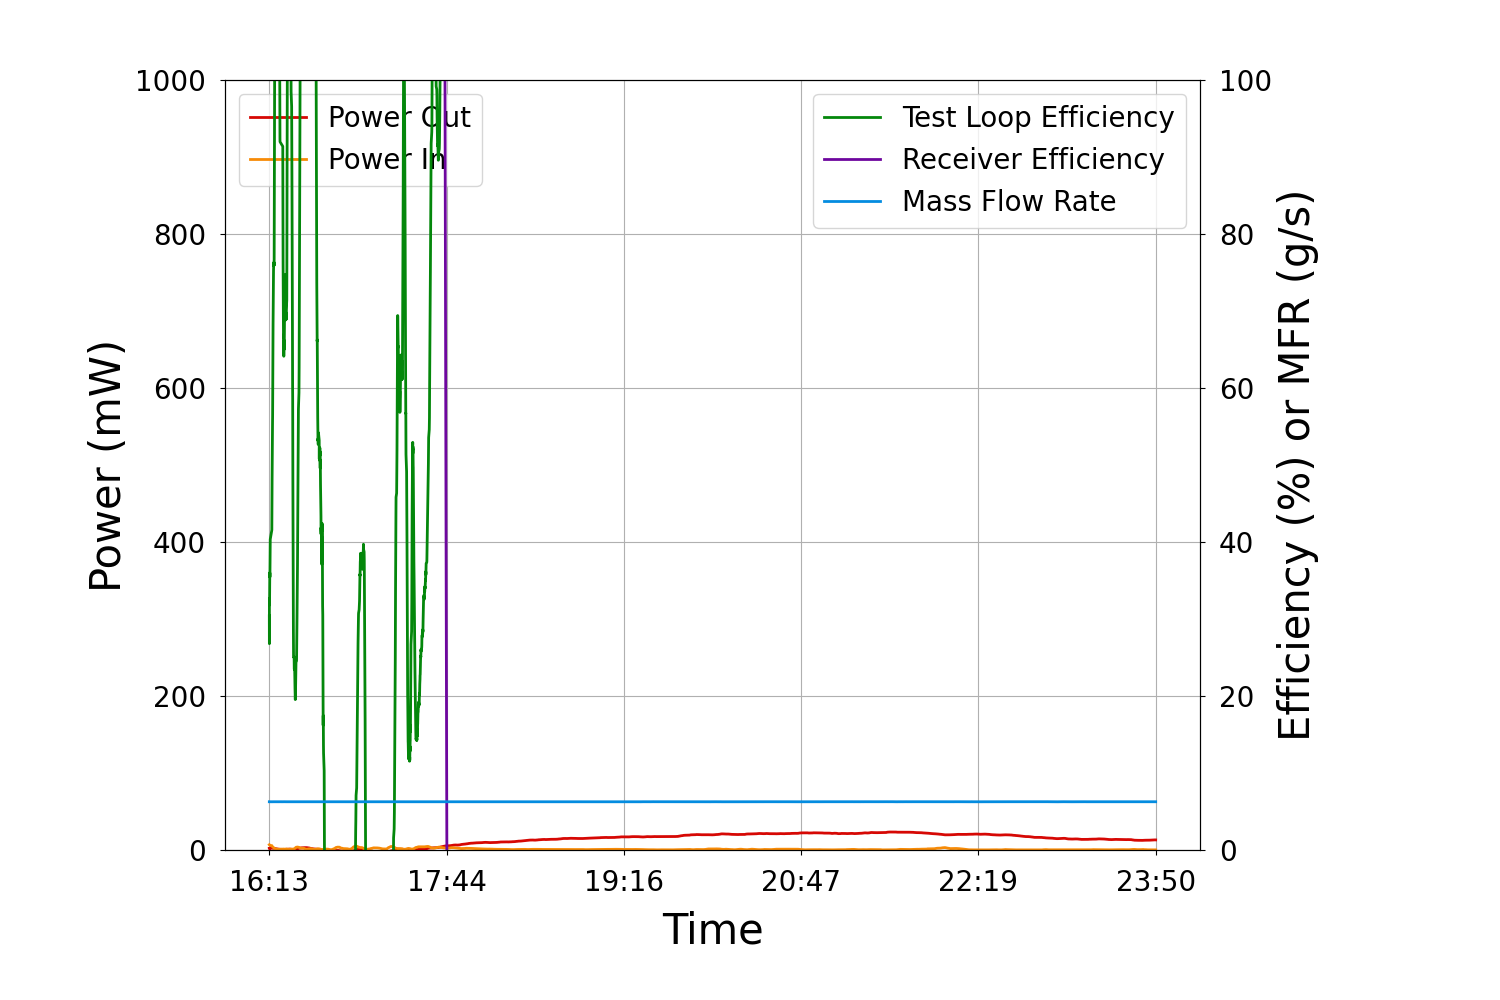 Power Out
Power In
Test Loop Efficiency
Receiver Efficiency
Mass Flow Rate
1000
800
600
400
200
0
Power (mW)
100
80
60
40
20
0
Efficiency (%) or MFR (g/s)
16:13 17:44 19:16 20:47 22:19 23:50
Time